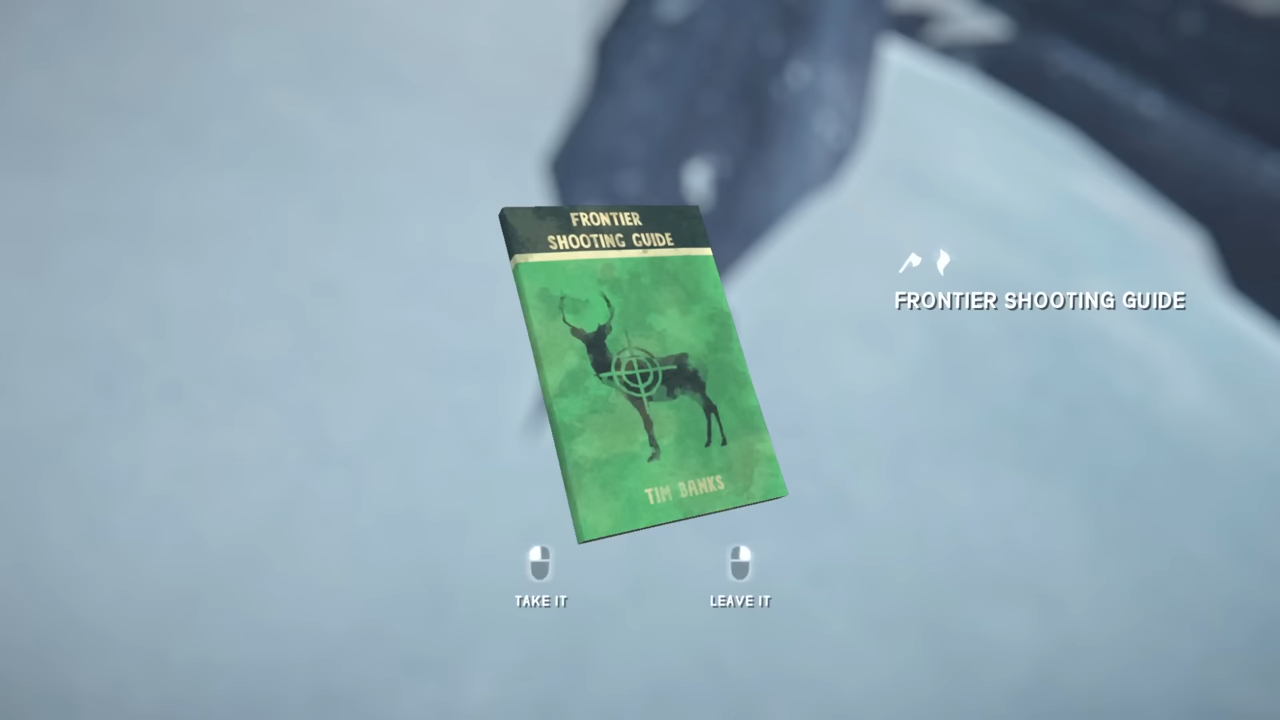 FRONTIER
SHOOTING GUIDE
TIM BANKS
FRONTIER SHOOTING GUIDE
TAKE IT
LEAVE IT